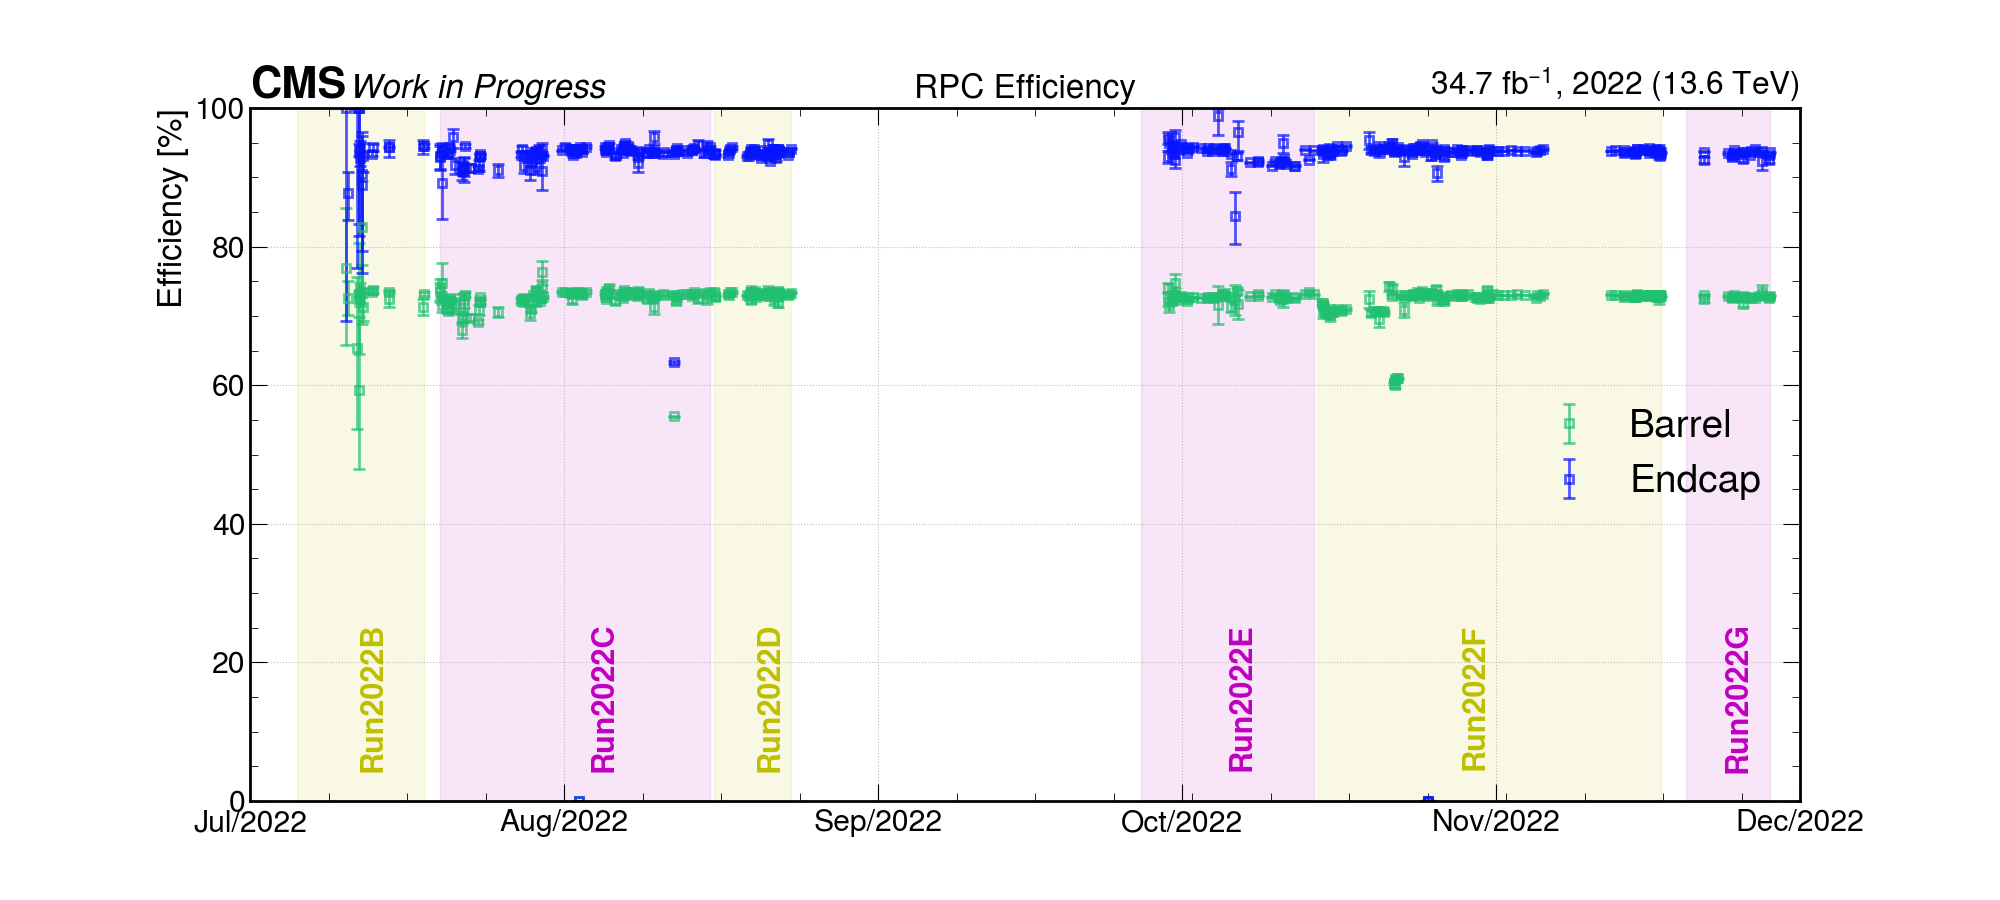 CMS Work in Progress RPC Efficiency 34.7 fb⁻¹, 2022 (13.6 TeV)
Efficiency [%]
100
80
60
40
20
0
Barrel
Endcap
Run2022B
Run2022C
Run2022D
Run2022E
Run2022F
Run2022G
Jul/2022 Aug/2022 Sep/2022 Oct/2022 Nov/2022 Dec/2022